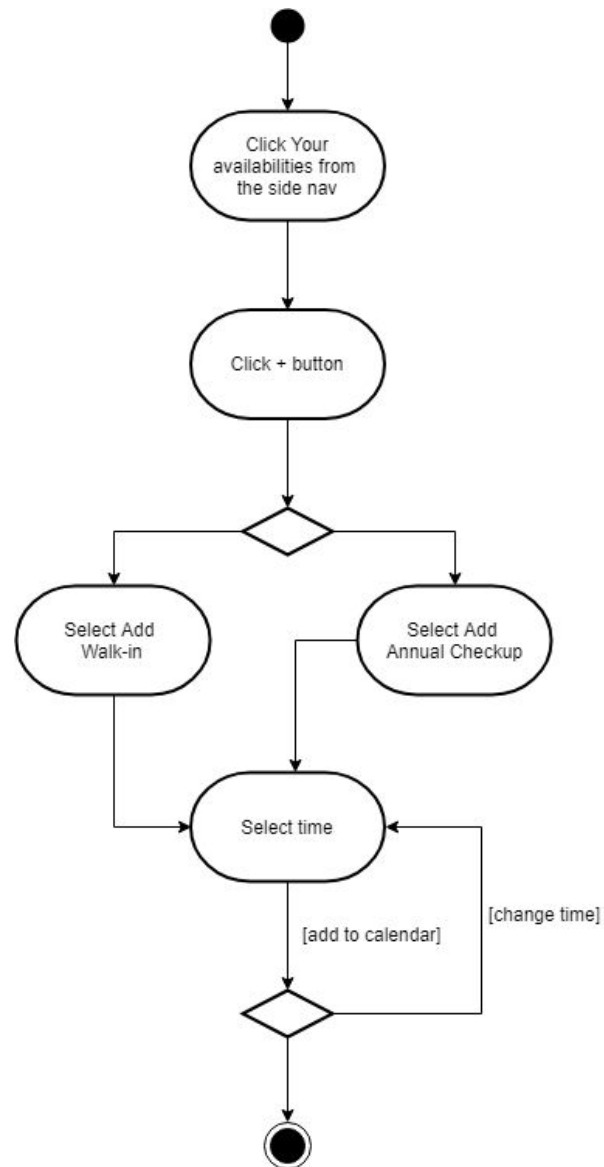 Click Your
availabilities from
the side nav
Click + button
Select Add
Walk-in
Select Add
Annual Checkup
Select time
[add to calendar]
[change time]